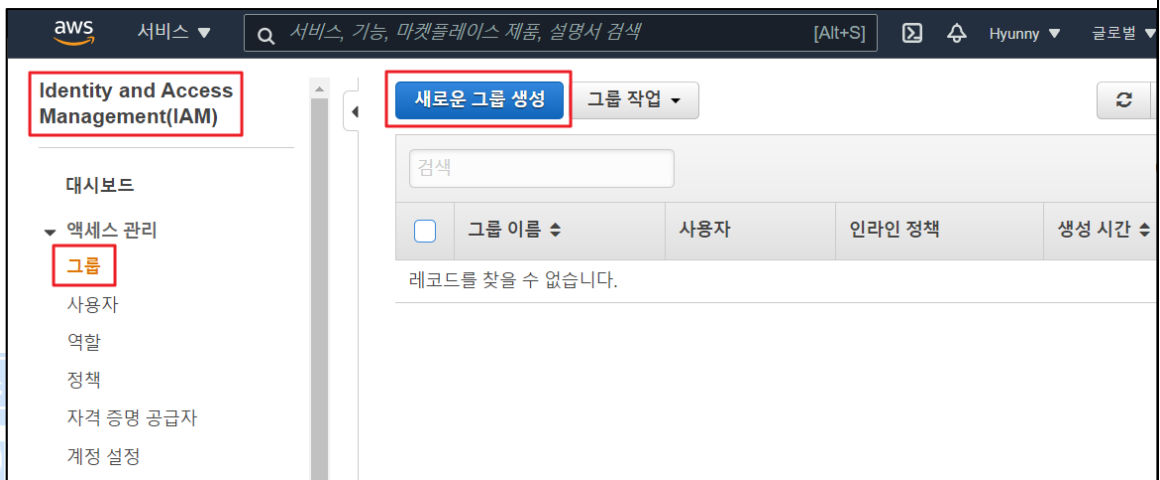 aws 서비스 ▼ 서비스, 기능, 마켓플레이스 제품, 설명서 검색 [Alt+S] Hyunny ▼ 글로벌 ▼
Identity and Access
Management(IAM)
대시보드
액세스 관리
그룹
사용자
역할
정책
자격 증명 공급자
계정 설정
새로운 그룹 생성 그룹 작업
검색
그룹 이름 사용자 인라인 정책 생성 시간
레코드를 찾을 수 없습니다.